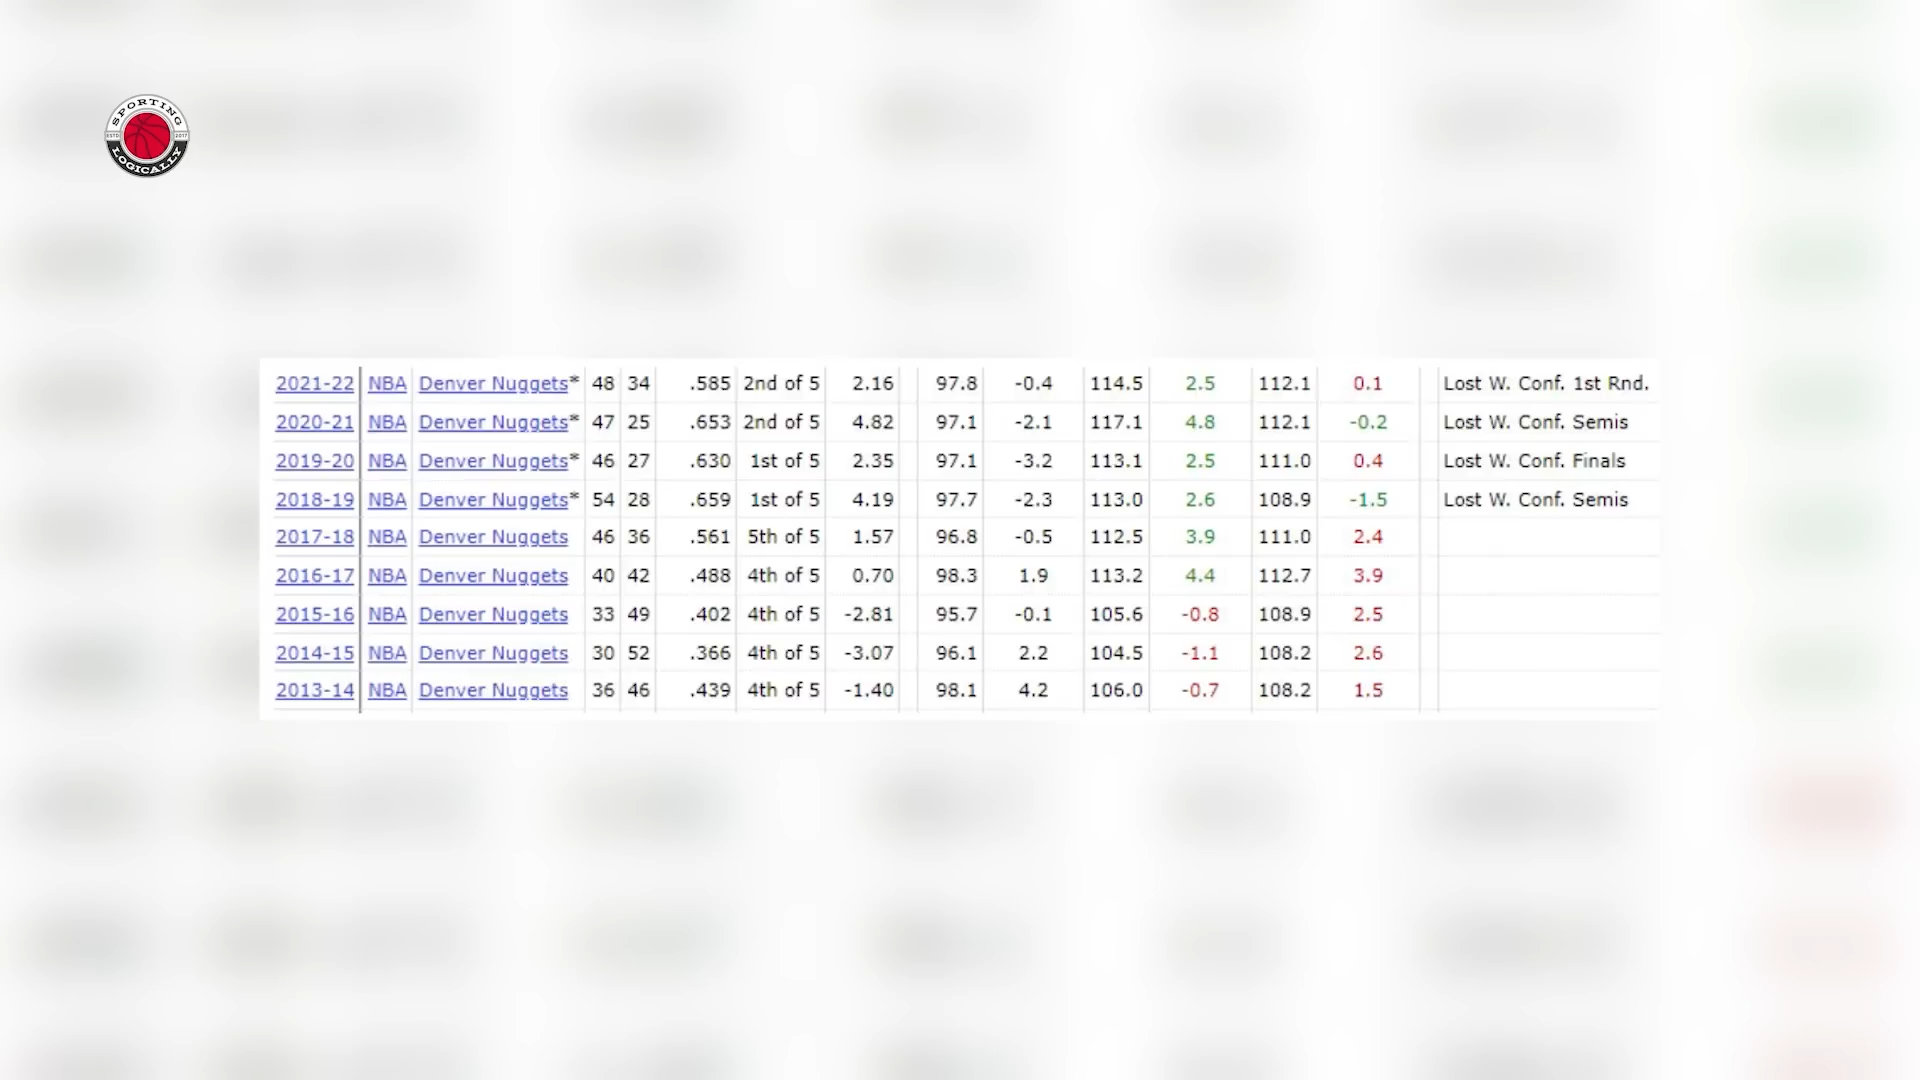 SPORTING
ESTD 2017
LOGICALLY
2021-22 NBA Denver Nuggets* 48 34 .585 2nd of 5 2.16 97.8 -0.4 114.5 2.5 112.1 0.1 Lost W. Conf. 1st Rnd.
2020-21 NBA Denver Nuggets* 47 25 .653 2nd of 5 4.82 97.1 -2.1 117.1 4.8 112.1 -0.2 Lost W. Conf. Semis
2019-20 NBA Denver Nuggets* 46 27 .630 1st of 5 2.35 97.1 -3.2 113.1 2.5 111.0 0.4 Lost W. Conf. Finals
2018-19 NBA Denver Nuggets* 54 28 .659 1st of 5 4.19 97.7 -2.3 113.0 2.6 108.9 -1.5 Lost W. Conf. Semis
2017-18 NBA Denver Nuggets 46 36 .561 5th of 5 1.57 96.8 -0.5 112.5 3.9 111.0 2.4
2016-17 NBA Denver Nuggets 40 42 .488 4th of 5 0.70 98.3 1.9 113.2 4.4 112.7 3.9
2015-16 NBA Denver Nuggets 33 49 .402 4th of 5 -2.81 95.7 -0.1 105.6 -0.8 108.9 2.5
2014-15 NBA Denver Nuggets 30 52 .366 4th of 5 -3.07 96.1 2.2 104.5 -1.1 108.2 2.6
2013-14 NBA Denver Nuggets 36 46 .439 4th of 5 -1.40 98.1 4.2 106.0 -0.7 108.2 1.5